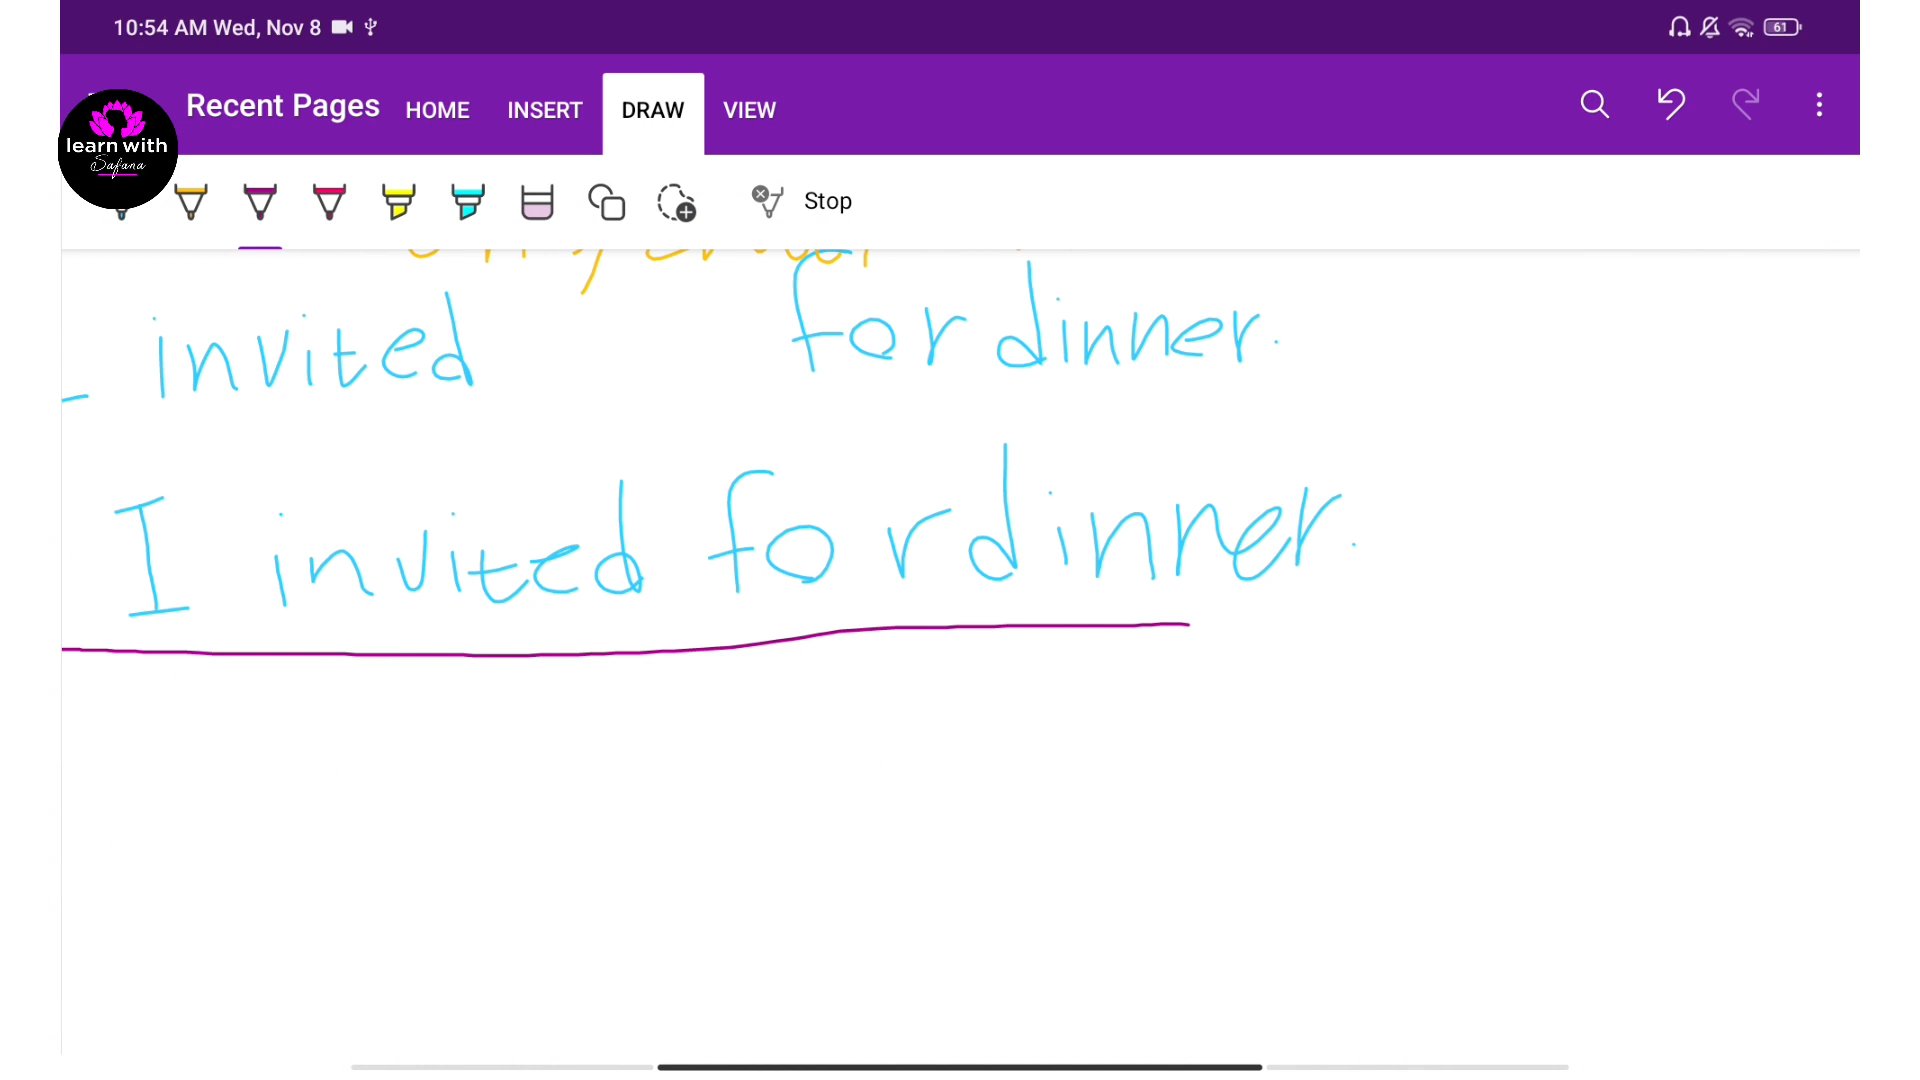 10:54 AM Wed, Nov 8 61
learn with
Safana
Recent Pages HOME INSERT DRAW VIEW
Stop
invited for dinner.
I invited for dinner.